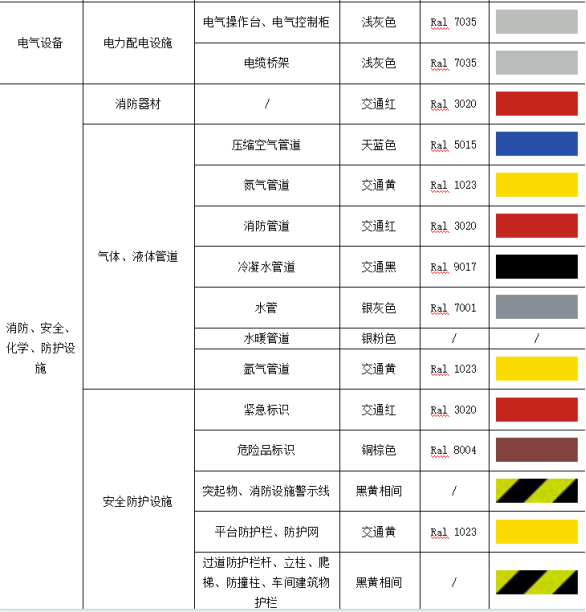 电气设备
电力配电设施
电气操作台、电气控制柜 浅灰色 Ral 7035
电缆桥架 浅灰色 Ral 7035
消防、安全、
化学、防护设
施
消防器材 / 交通红 Ral 3020
气体、液体管道
压缩空气管道 天蓝色 Ral 5015
氮气管道 交通黄 Ral 1023
消防管道 交通红 Ral 3020
冷凝水管道 交通黑 Ral 9017
水管 银灰色 Ral 7001
水暖管道 银粉色 / /
氩气管道 交通黄 Ral 1023
安全防护设施
紧急标识 交通红 Ral 3020
危险品标识 铜棕色 Ral 8004
突起物、消防设施警示线 黑黄相间 /
平台防护栏、防护网 交通黄 Ral 1023
过道防护栏杆、立柱、爬
梯、防撞柱、车间建筑物
护栏
黑黄相间 /